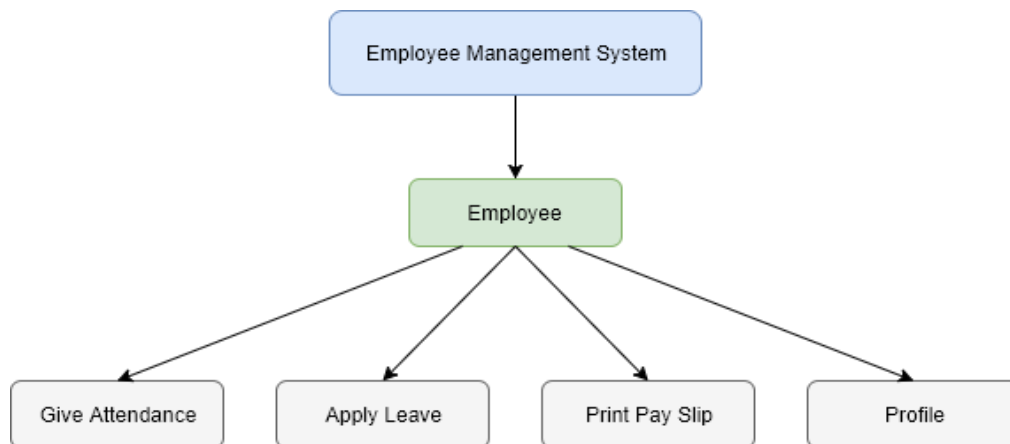 Employee Management System
Employee
Give Attendance
Apply Leave
Print Pay Slip
Profile